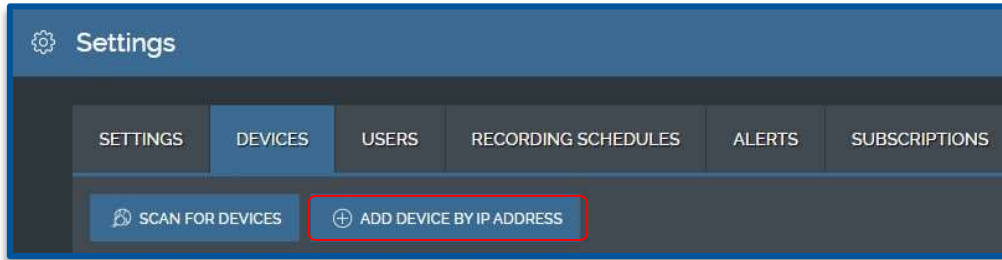 Settings
SETTINGS DEVICES USERS RECORDING SCHEDULES ALERTS SUBSCRIPTIONS
SCAN FOR DEVICES ADD DEVICE BY IP ADDRESS